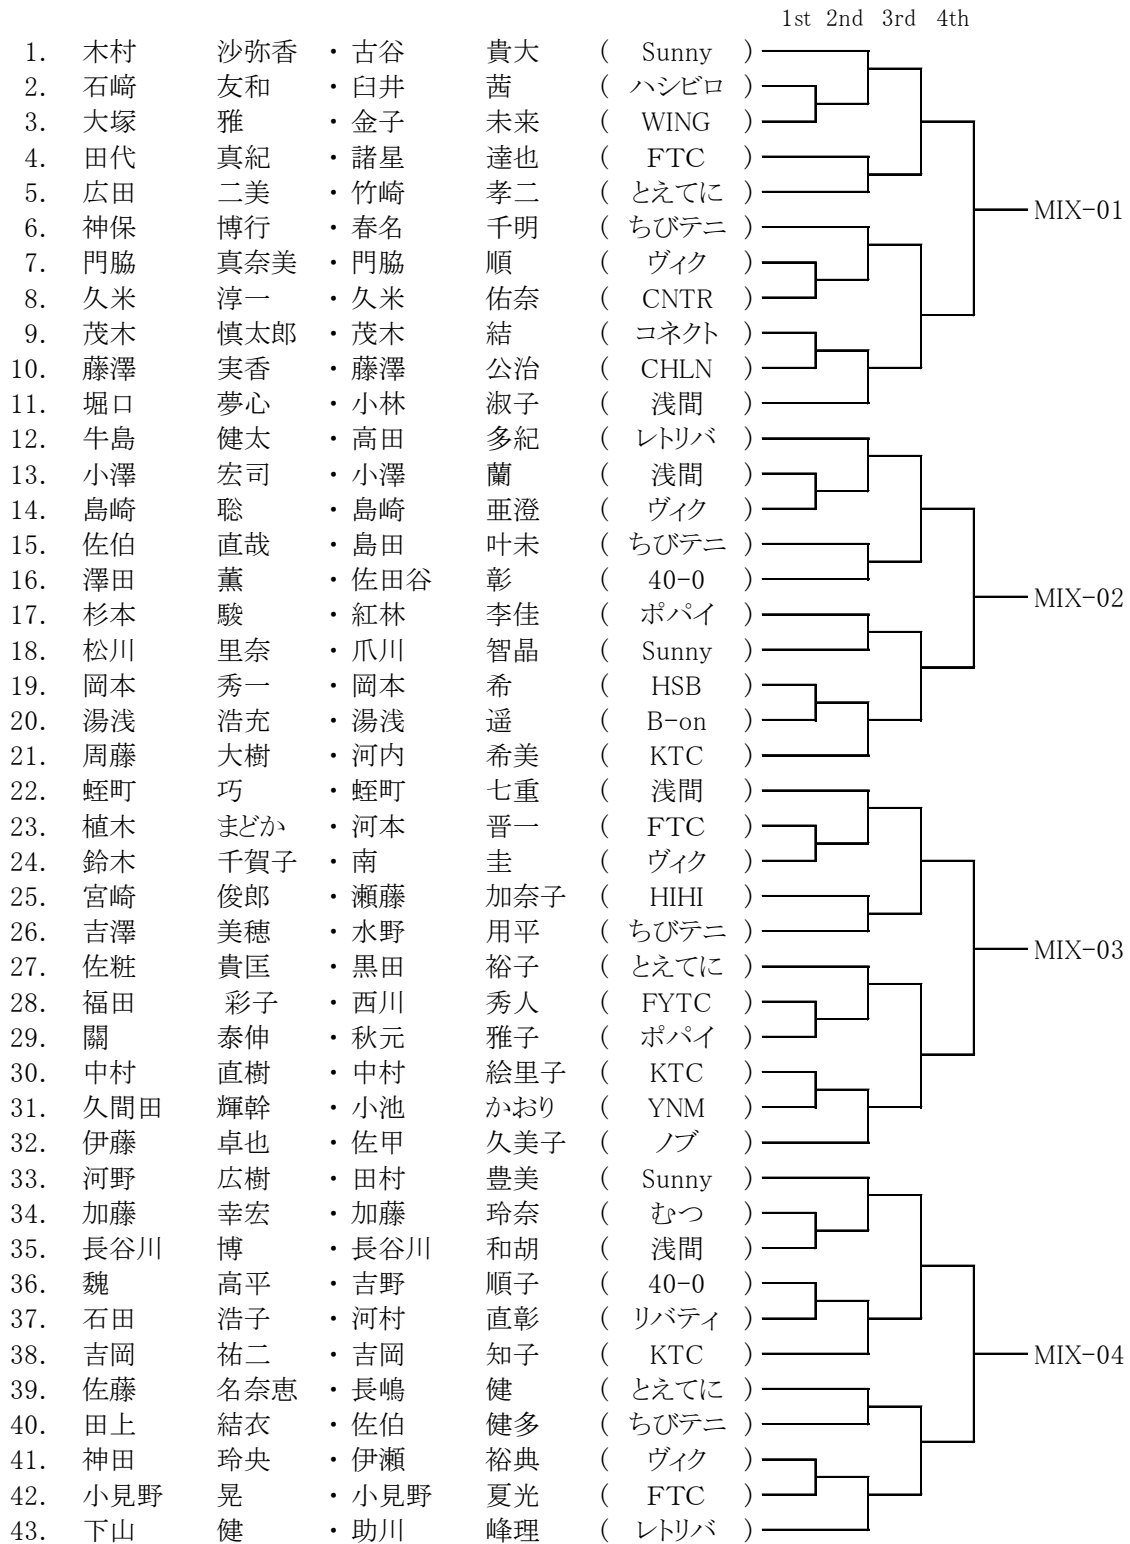 1st 2nd 3rd 4th
1. 木村 沙弥香 ・ 古谷 貴大 ( Sunny )
2. 石﨑 友和 ・ 臼井 茜 ( ハシビロ )
3. 大塚 雅 ・ 金子 未来 ( WING )
4. 田代 真紀 ・ 諸星 達也 ( FTC )
5. 広田 二美 ・ 竹崎 孝二 ( とえてに )
MIX-01
6. 神保 博行 ・ 春名 千明 ( ちびテニ )
7. 門脇 真奈美 ・ 門脇 順 ( ヴィク )
8. 久米 淳一 ・ 久米 佑奈 ( CNTR )
9. 茂木 慎太郎 ・ 茂木 結 ( コネクト )
10. 藤澤 実香 ・ 藤澤 公治 ( CHLN )
11. 堀口 夢心 ・ 小林 淑子 ( 浅間 )
12. 牛島 健太 ・ 高田 多紀 ( レトリバ )
13. 小澤 宏司 ・ 小澤 蘭 ( 浅間 )
14. 島崎 聡 ・ 島崎 亜澄 ( ヴィク )
15. 佐伯 直哉 ・ 島田 叶未 ( ちびテニ )
16. 澤田 薫 ・ 佐田谷 彰 ( 40-0 )
MIX-02
17. 杉本 駿 ・ 紅林 李佳 ( ポパイ )
18. 松川 里奈 ・ 爪川 智晶 ( Sunny )
19. 岡本 秀一 ・ 岡本 希 ( HSB )
20. 湯浅 浩充 ・ 湯浅 遥 ( B-on )
21. 周藤 大樹 ・ 河内 希美 ( KTC )
22. 蛭町 巧 ・ 蛭町 七重 ( 浅間 )
23. 植木 まどか ・ 河本 晋一 ( FTC )
24. 鈴木 千賀子 ・ 南 圭 ( ヴィク )
25. 宮崎 俊郎 ・ 瀬藤 加奈子 ( HIHI )
26. 吉澤 美穂 ・ 水野 用平 ( ちびテニ )
MIX-03
27. 佐粧 貴匡 ・ 黒田 裕子 ( とえてに )
28. 福田 彩子 ・ 西川 秀人 ( FYTC )
29. 關 泰伸 ・ 秋元 雅子 ( ポパイ )
30. 中村 直樹 ・ 中村 絵里子 ( KTC )
31. 久間田 輝幹 ・ 小池 かおり ( YNM )
32. 伊藤 卓也 ・ 佐甲 久美子 ( ノブ )
33. 河野 広樹 ・ 田村 豊美 ( Sunny )
34. 加藤 幸宏 ・ 加藤 玲奈 ( むつ )
35. 長谷川 博 ・ 長谷川 和胡 ( 浅間 )
36. 魏 高平 ・ 吉野 順子 ( 40-0 )
37. 石田 浩子 ・ 河村 直彰 ( リバティ )
38. 吉岡 祐二 ・ 吉岡 知子 ( KTC )
MIX-04
39. 佐藤 名奈恵 ・ 長嶋 健 ( とえてに )
40. 田上 結衣 ・ 佐伯 健多 ( ちびテニ )
41. 神田 玲央 ・ 伊瀬 裕典 ( ヴィク )
42. 小見野 晃 ・ 小見野 夏光 ( FTC )
43. 下山 健 ・ 助川 峰理 ( レトリバ )